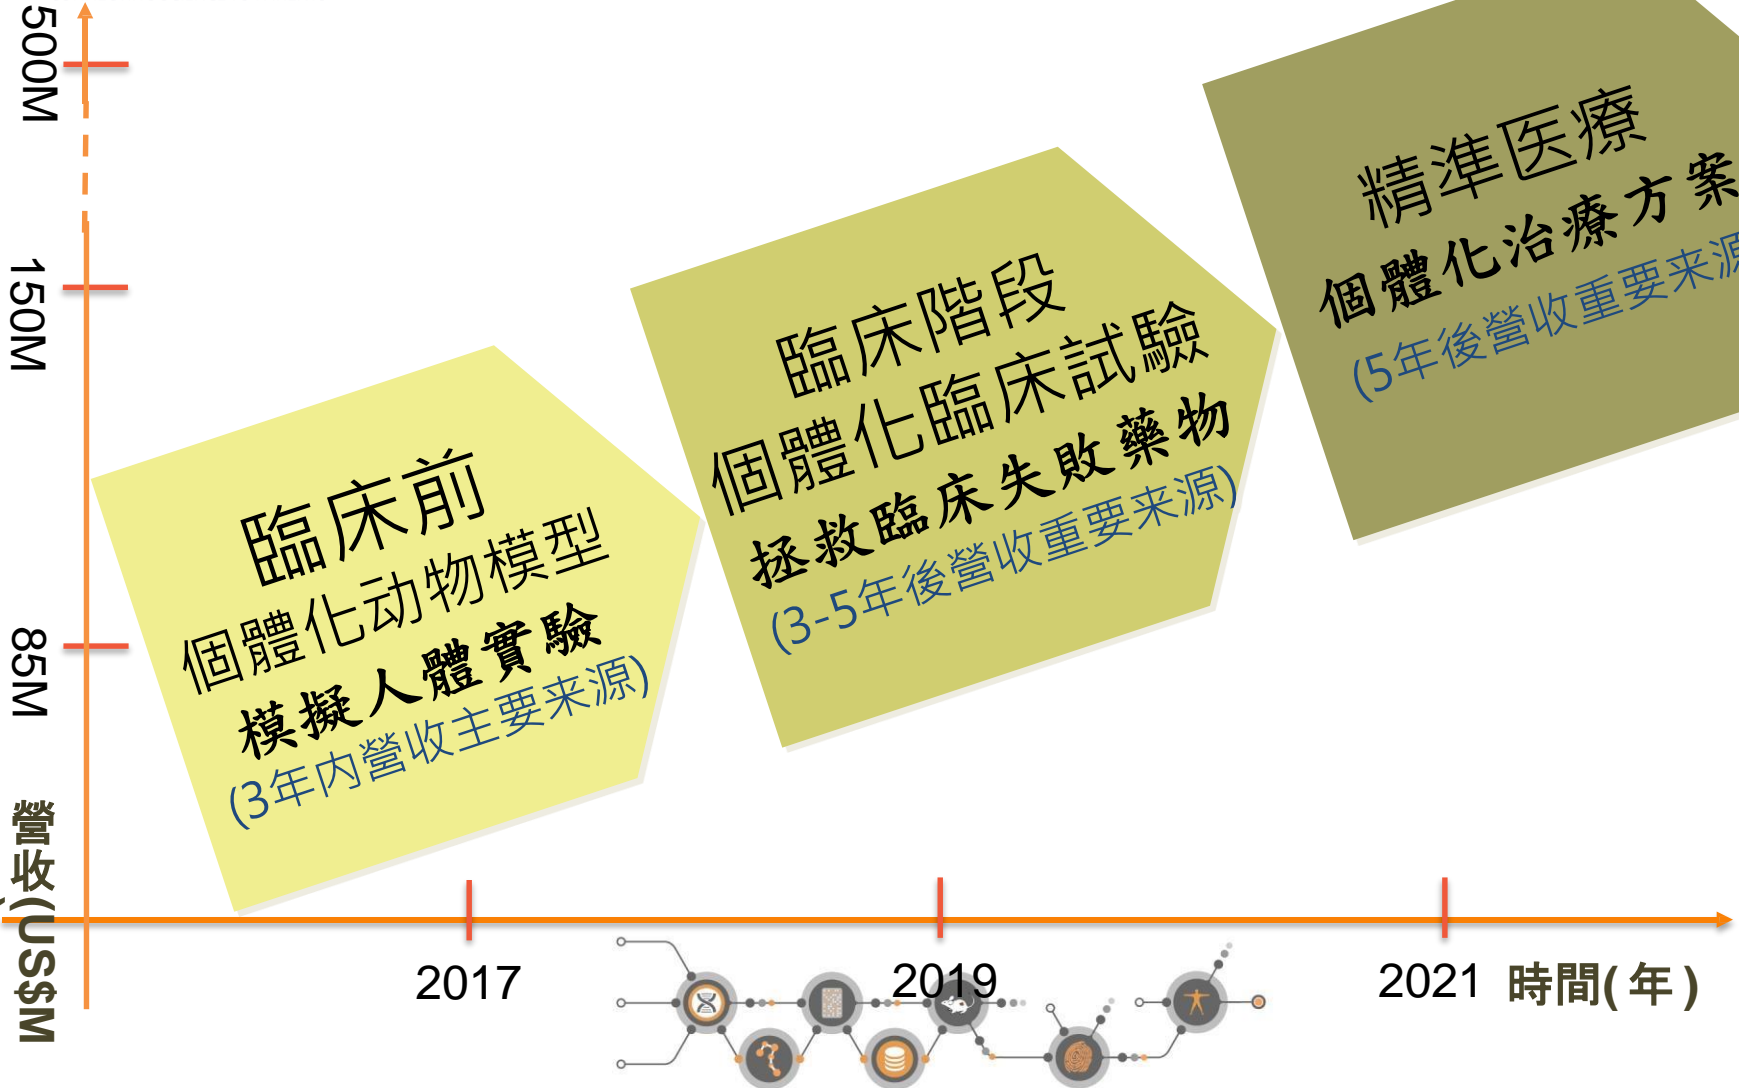 500M
150M
85M
營收(US$M
臨床前
個體化动物模型
模擬人體實驗
(3年内營收主要来源)
臨床階段
個體化臨床試驗
拯救臨床失敗藥物
(3-5年後營收重要来源)
精準医療
個體化治療方案
(5年後營收重要来源
2017
2019
2021
時間(年)